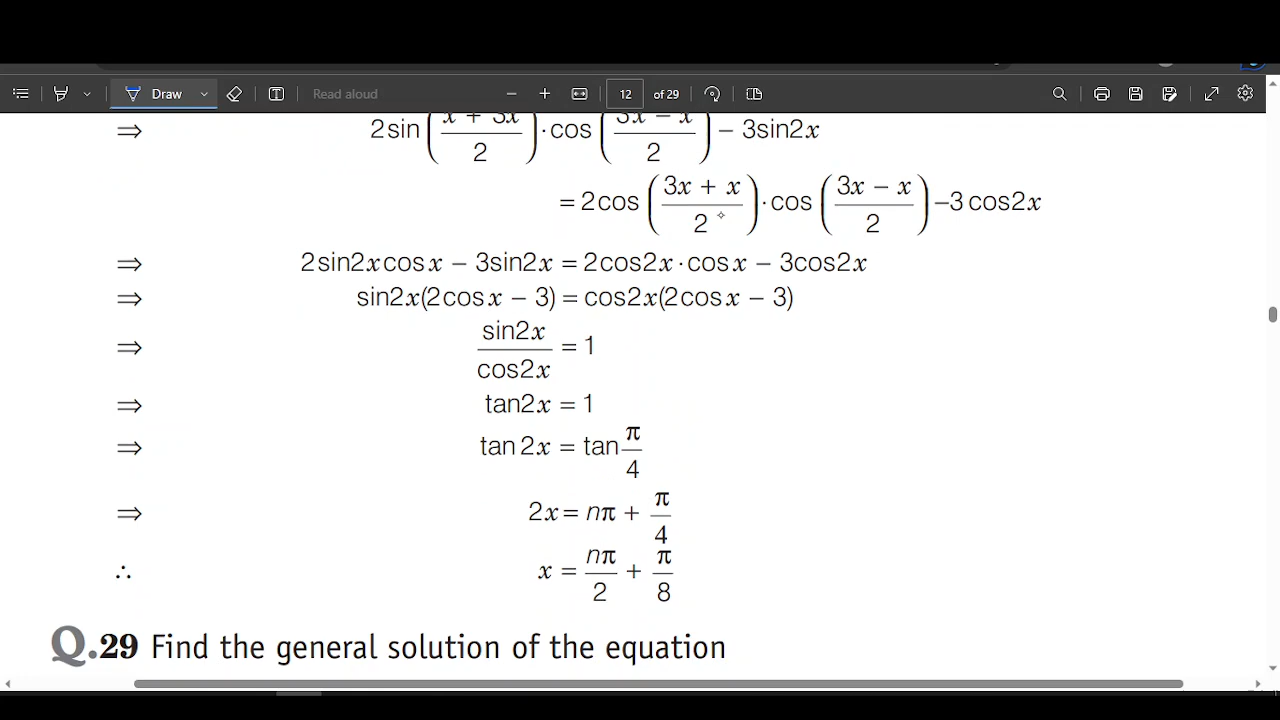 Draw
Read aloud
12 of 29
⇒ 2sin((x + 3x)/2)·cos((3x − x)/2) − 3sin2x
= 2cos((3x + x)/2)·cos((3x − x)/2) −3 cos2x
⇒ 2sin2x cos x − 3sin2x = 2cos2x·cos x − 3cos2x
⇒ sin2x(2cos x − 3) = cos2x(2cos x − 3)
⇒ sin2x/cos2x = 1
⇒ tan2x = 1
⇒ tan 2x = tan π/4
⇒ 2x = nπ + π/4
∴ x = nπ/2 + π/8
Q.29 Find the general solution of the equation